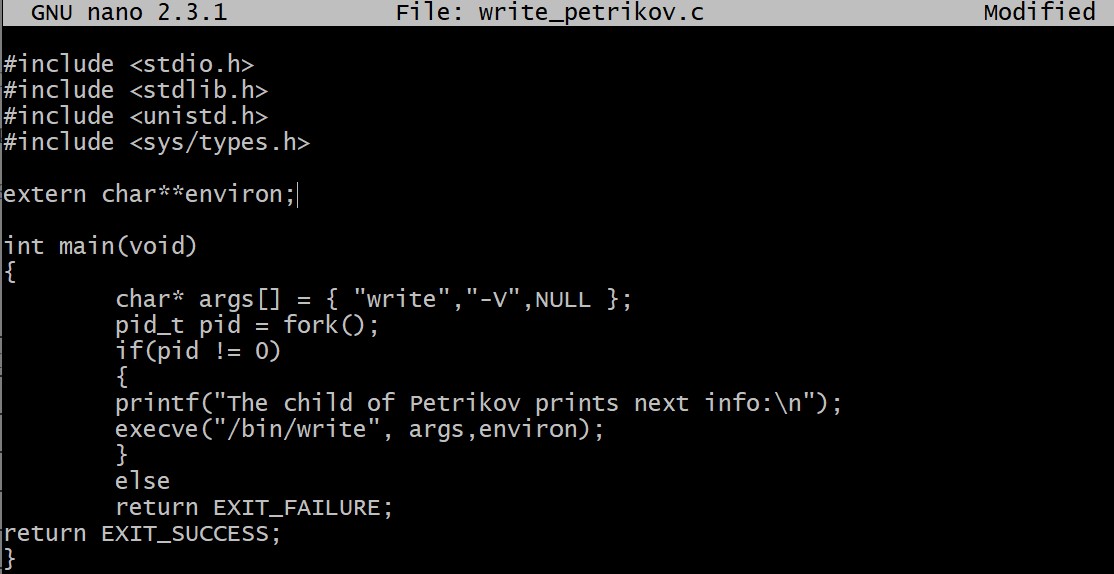 GNU nano 2.3.1 File: write_petrikov.c Modified
#include <stdio.h>
#include <stdlib.h>
#include <unistd.h>
#include <sys/types.h>
extern char**environ;
int main(void)
{
char* args[] = { "write","-V",NULL };
pid_t pid = fork();
if(pid != 0)
{
printf("The child of Petrikov prints next info:\n");
execve("/bin/write", args,environ);
}
else
return EXIT_FAILURE;
return EXIT_SUCCESS;
}